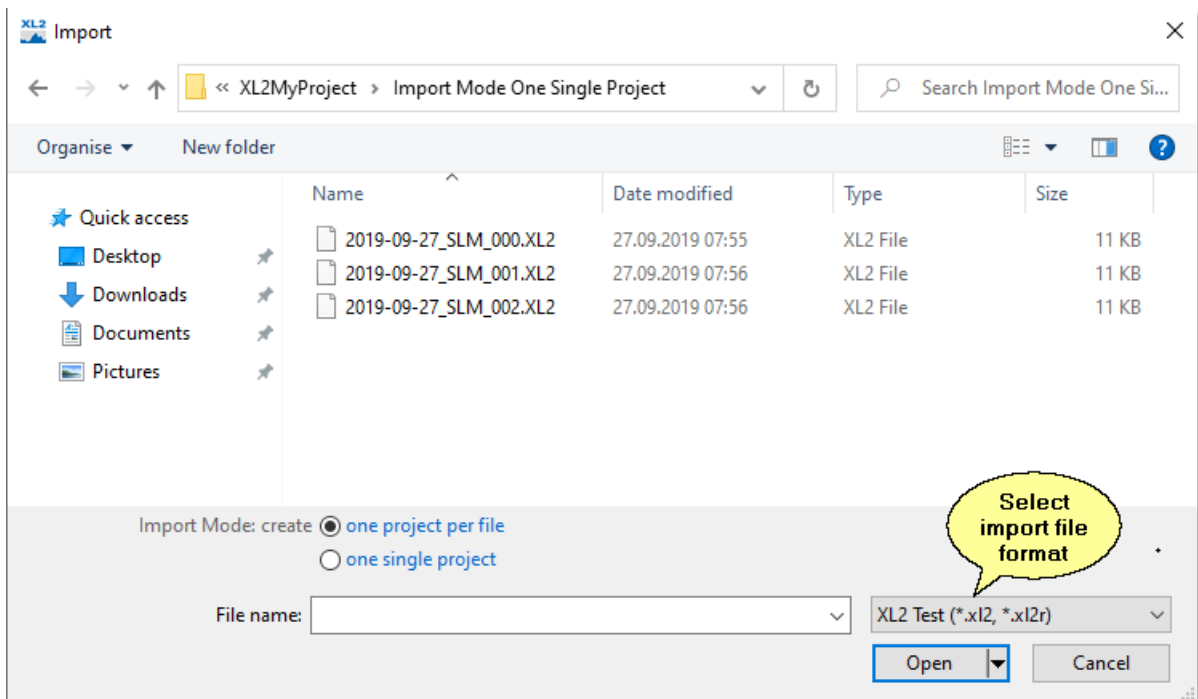 XL2 Import
« XL2MyProject > Import Mode One Single Project
Search Import Mode One Si...
Organise
New folder
?
Name Date modified Type Size
Quick access
Desktop
Downloads
Documents
Pictures
2019-09-27_SLM_000.XL2 27.09.2019 07:55 XL2 File 11 KB
2019-09-27_SLM_001.XL2 27.09.2019 07:56 XL2 File 11 KB
2019-09-27_SLM_002.XL2 27.09.2019 07:56 XL2 File 11 KB
Import Mode: create one project per file
one single project
Select
import file
format
File name:
XL2 Test (*.xl2, *.xl2r)
Open
Cancel